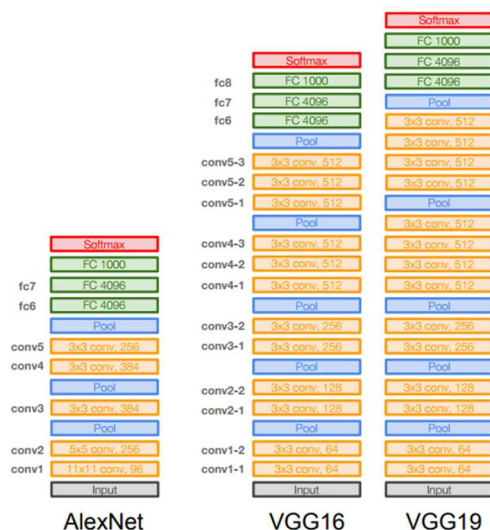 Softmax
FC 1000
fc7 FC 4096
fc6 FC 4096
Pool
conv5 3x3 conv, 256
conv4 3x3 conv, 384
Pool
conv3 3x3 conv, 384
Pool
conv2 5x5 conv, 256
conv1 11x11 conv, 96
Input
AlexNet
Softmax
fc8 FC 1000
fc7 FC 4096
fc6 FC 4096
Pool
conv5-3 3x3 conv, 512
conv5-2 3x3 conv, 512
conv5-1 3x3 conv, 512
Pool
conv4-3 3x3 conv, 512
conv4-2 3x3 conv, 512
conv4-1 3x3 conv, 512
Pool
conv3-2 3x3 conv, 256
conv3-1 3x3 conv, 256
Pool
conv2-2 3x3 conv, 128
conv2-1 3x3 conv, 128
Pool
conv1-2 3x3 conv, 64
conv1-1 3x3 conv, 64
Input
VGG16
Softmax
FC 1000
FC 4096
FC 4096
Pool
3x3 conv, 512
3x3 conv, 512
3x3 conv, 512
3x3 conv, 512
Pool
3x3 conv, 512
3x3 conv, 512
3x3 conv, 512
3x3 conv, 512
Pool
3x3 conv, 256
3x3 conv, 256
Pool
3x3 conv, 128
3x3 conv, 128
Pool
3x3 conv, 64
3x3 conv, 64
Input
VGG19